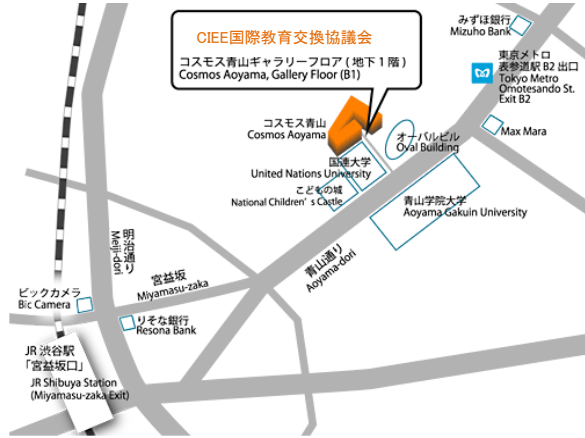 CIEE国際教育交換協議会
コスモス青山ギャラリーフロア ( 地下 1 階 )
Cosmos Aoyama, Gallery Floor (B1)
みずほ銀行
Mizuho Bank
東京メトロ
表参道駅 B2 出口
Tokyo Metro
Omotesando St.
Exit B2
コスモス青山
Cosmos Aoyama
オーバルビル
Oval Building
Max Mara
国連大学
United Nations University
こどもの城
National Children's Castle
青山学院大学
Aoyama Gakuin University
明治通り
Meiji-dori
青山通り
Aoyama-dori
宮益坂
Miyamasu-zaka
ビックカメラ
Bic Camera
りそな銀行
Resona Bank
JR 渋谷駅
「宮益坂口」
JR Shibuya Station
(Miyamasu-zaka Exit)